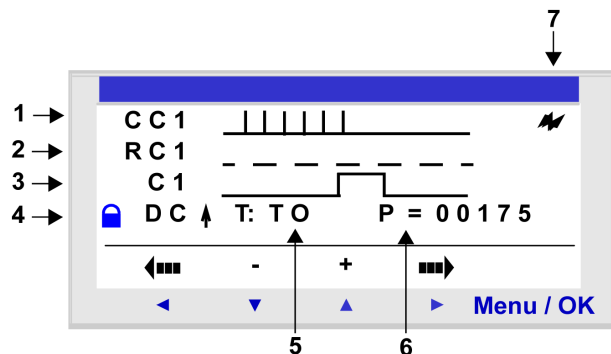 7
1 CC1
2 RC1
3 C1
4 DC T: TO P = 00175
- +
Menu / OK
5 6